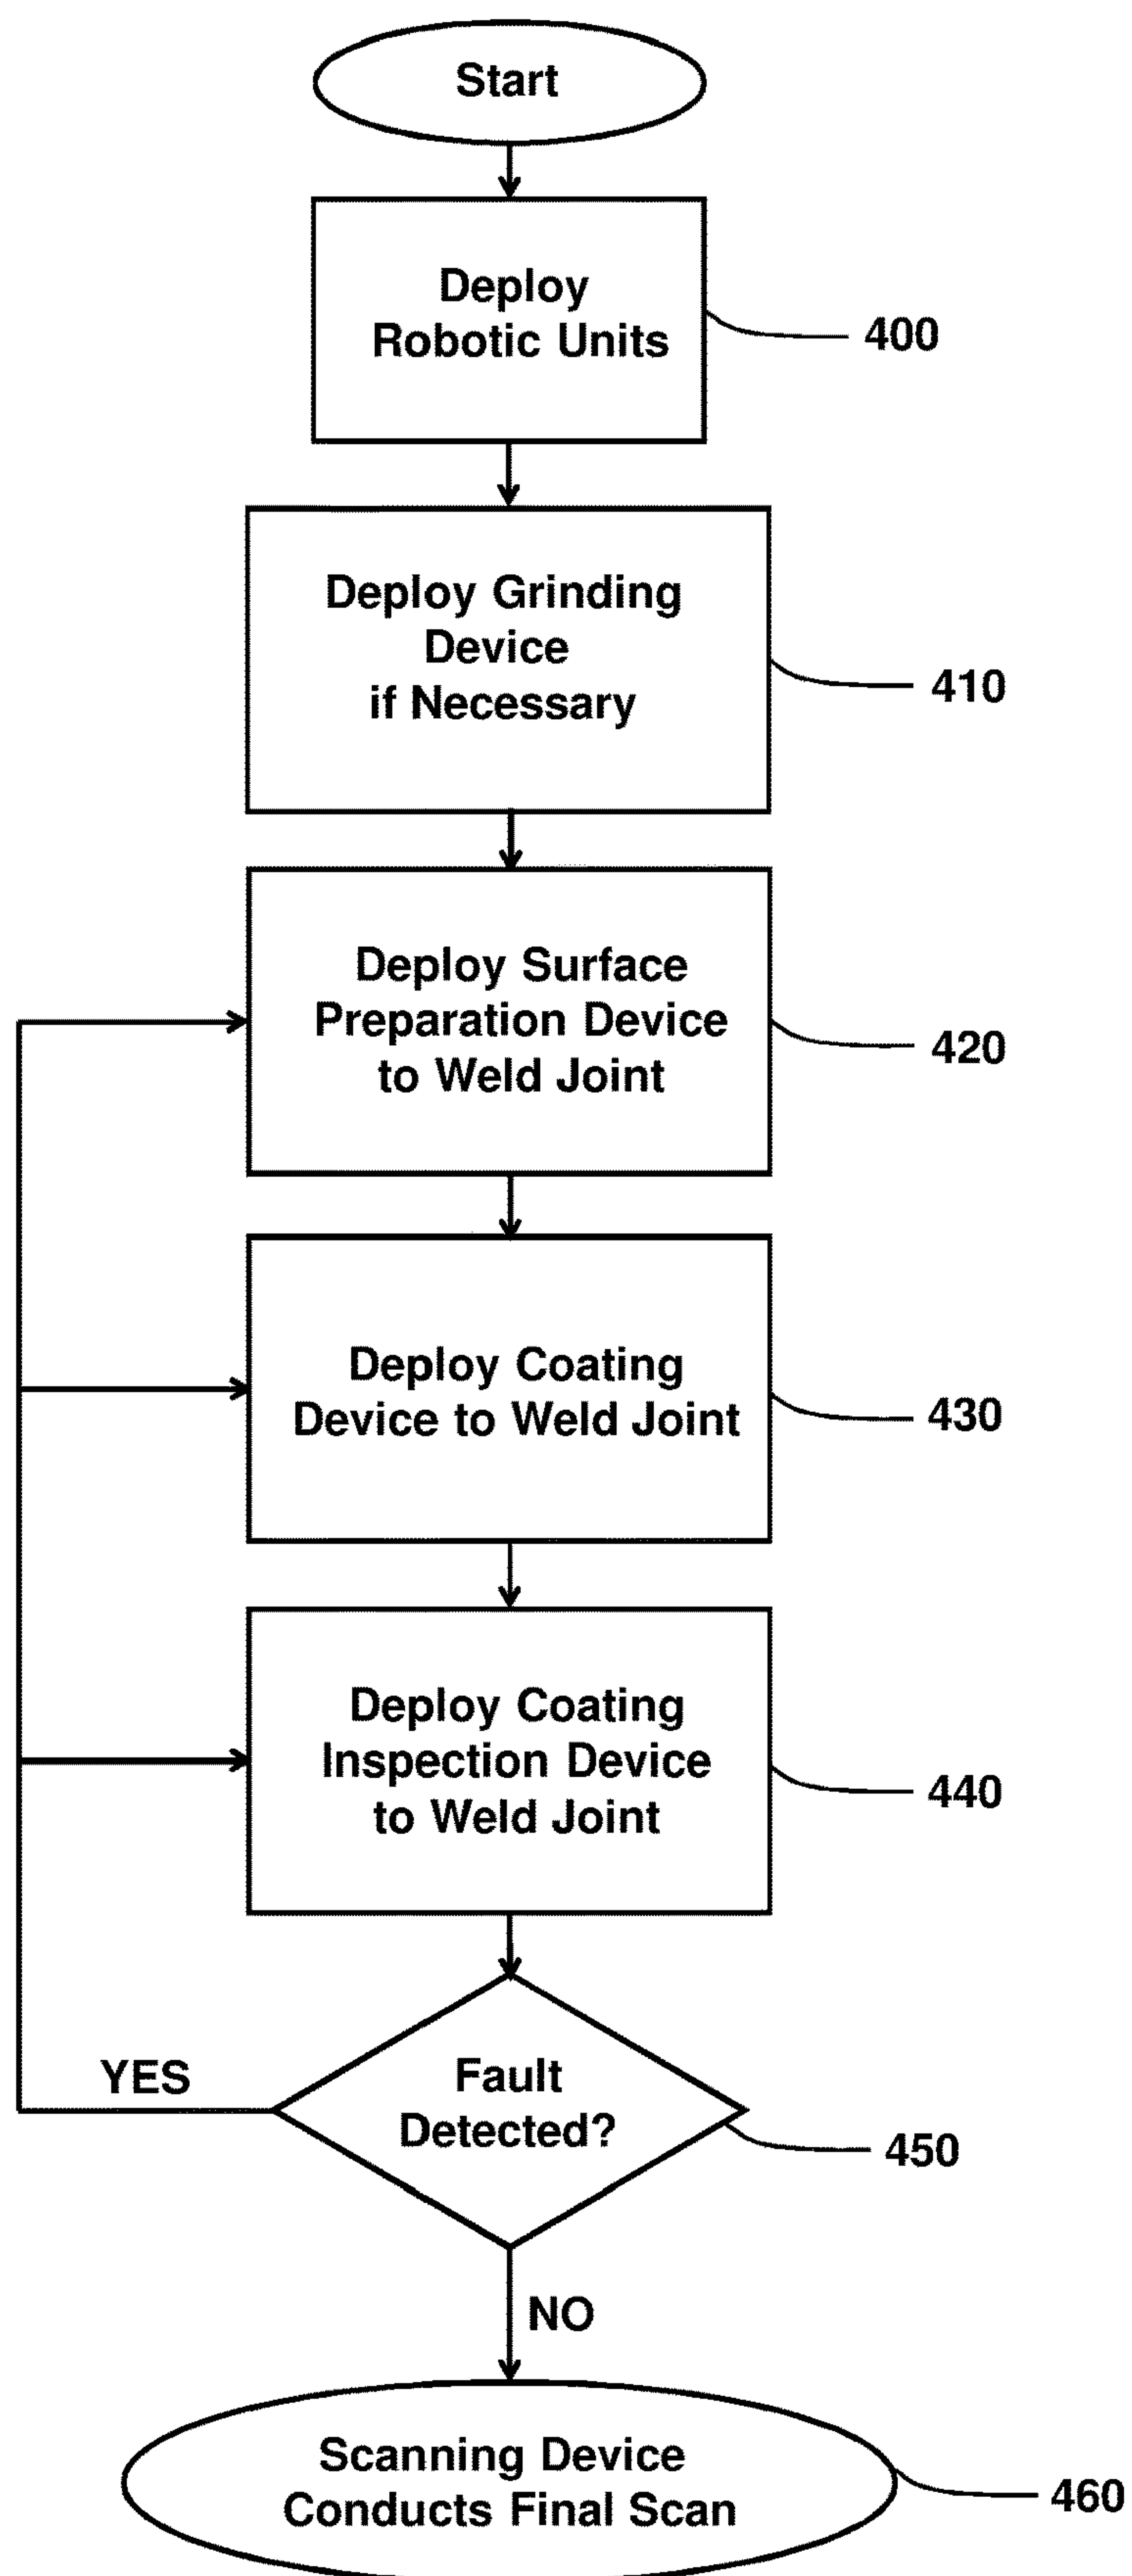 Start
Deploy
Robotic Units
400
Deploy Grinding
Device
if Necessary
410
Deploy Surface
Preparation Device
to Weld Joint
420
Deploy Coating
Device to Weld Joint
430
Deploy Coating
Inspection Device
to Weld Joint
440
YES
Fault
Detected?
450
NO
Scanning Device
Conducts Final Scan
460